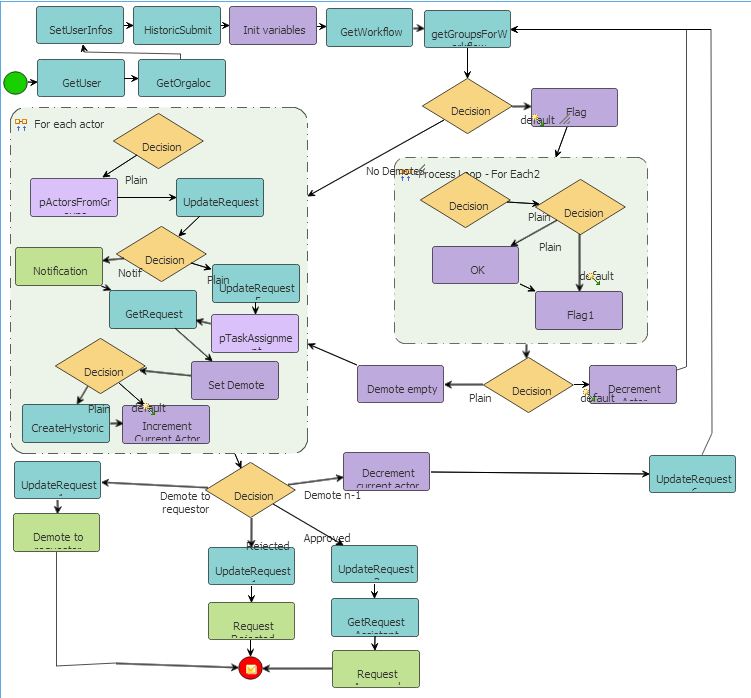 SetUserInfos
HistoricSubmit
Init variables
GetWorkflow
getGroupsForW
GetUser
GetOrgaloc
Decision
Flag
default
No Demote
For each actor
Decision
Plain
pActorsFromGr
UpdateRequest
Decision
Notif
Plain
Notification
UpdateRequest
GetRequest
pTaskAssignme
Decision
Set Demote
Plain
default
CreateHystoric
Increment
Current Actor
Process Loop - For Each2
Decision
Decision
Plain
Plain
default
OK
Flag1
Decision
Plain
default
Demote empty
Decrement
UpdateRequest
Decision
Demote to
requestor
Demote n-1
Decrement
current actor
UpdateRequest
Demote to
requestor
Rejected
Approved
UpdateRequest
UpdateRequest
Request
Rejected
GetRequest
Assistant
Request